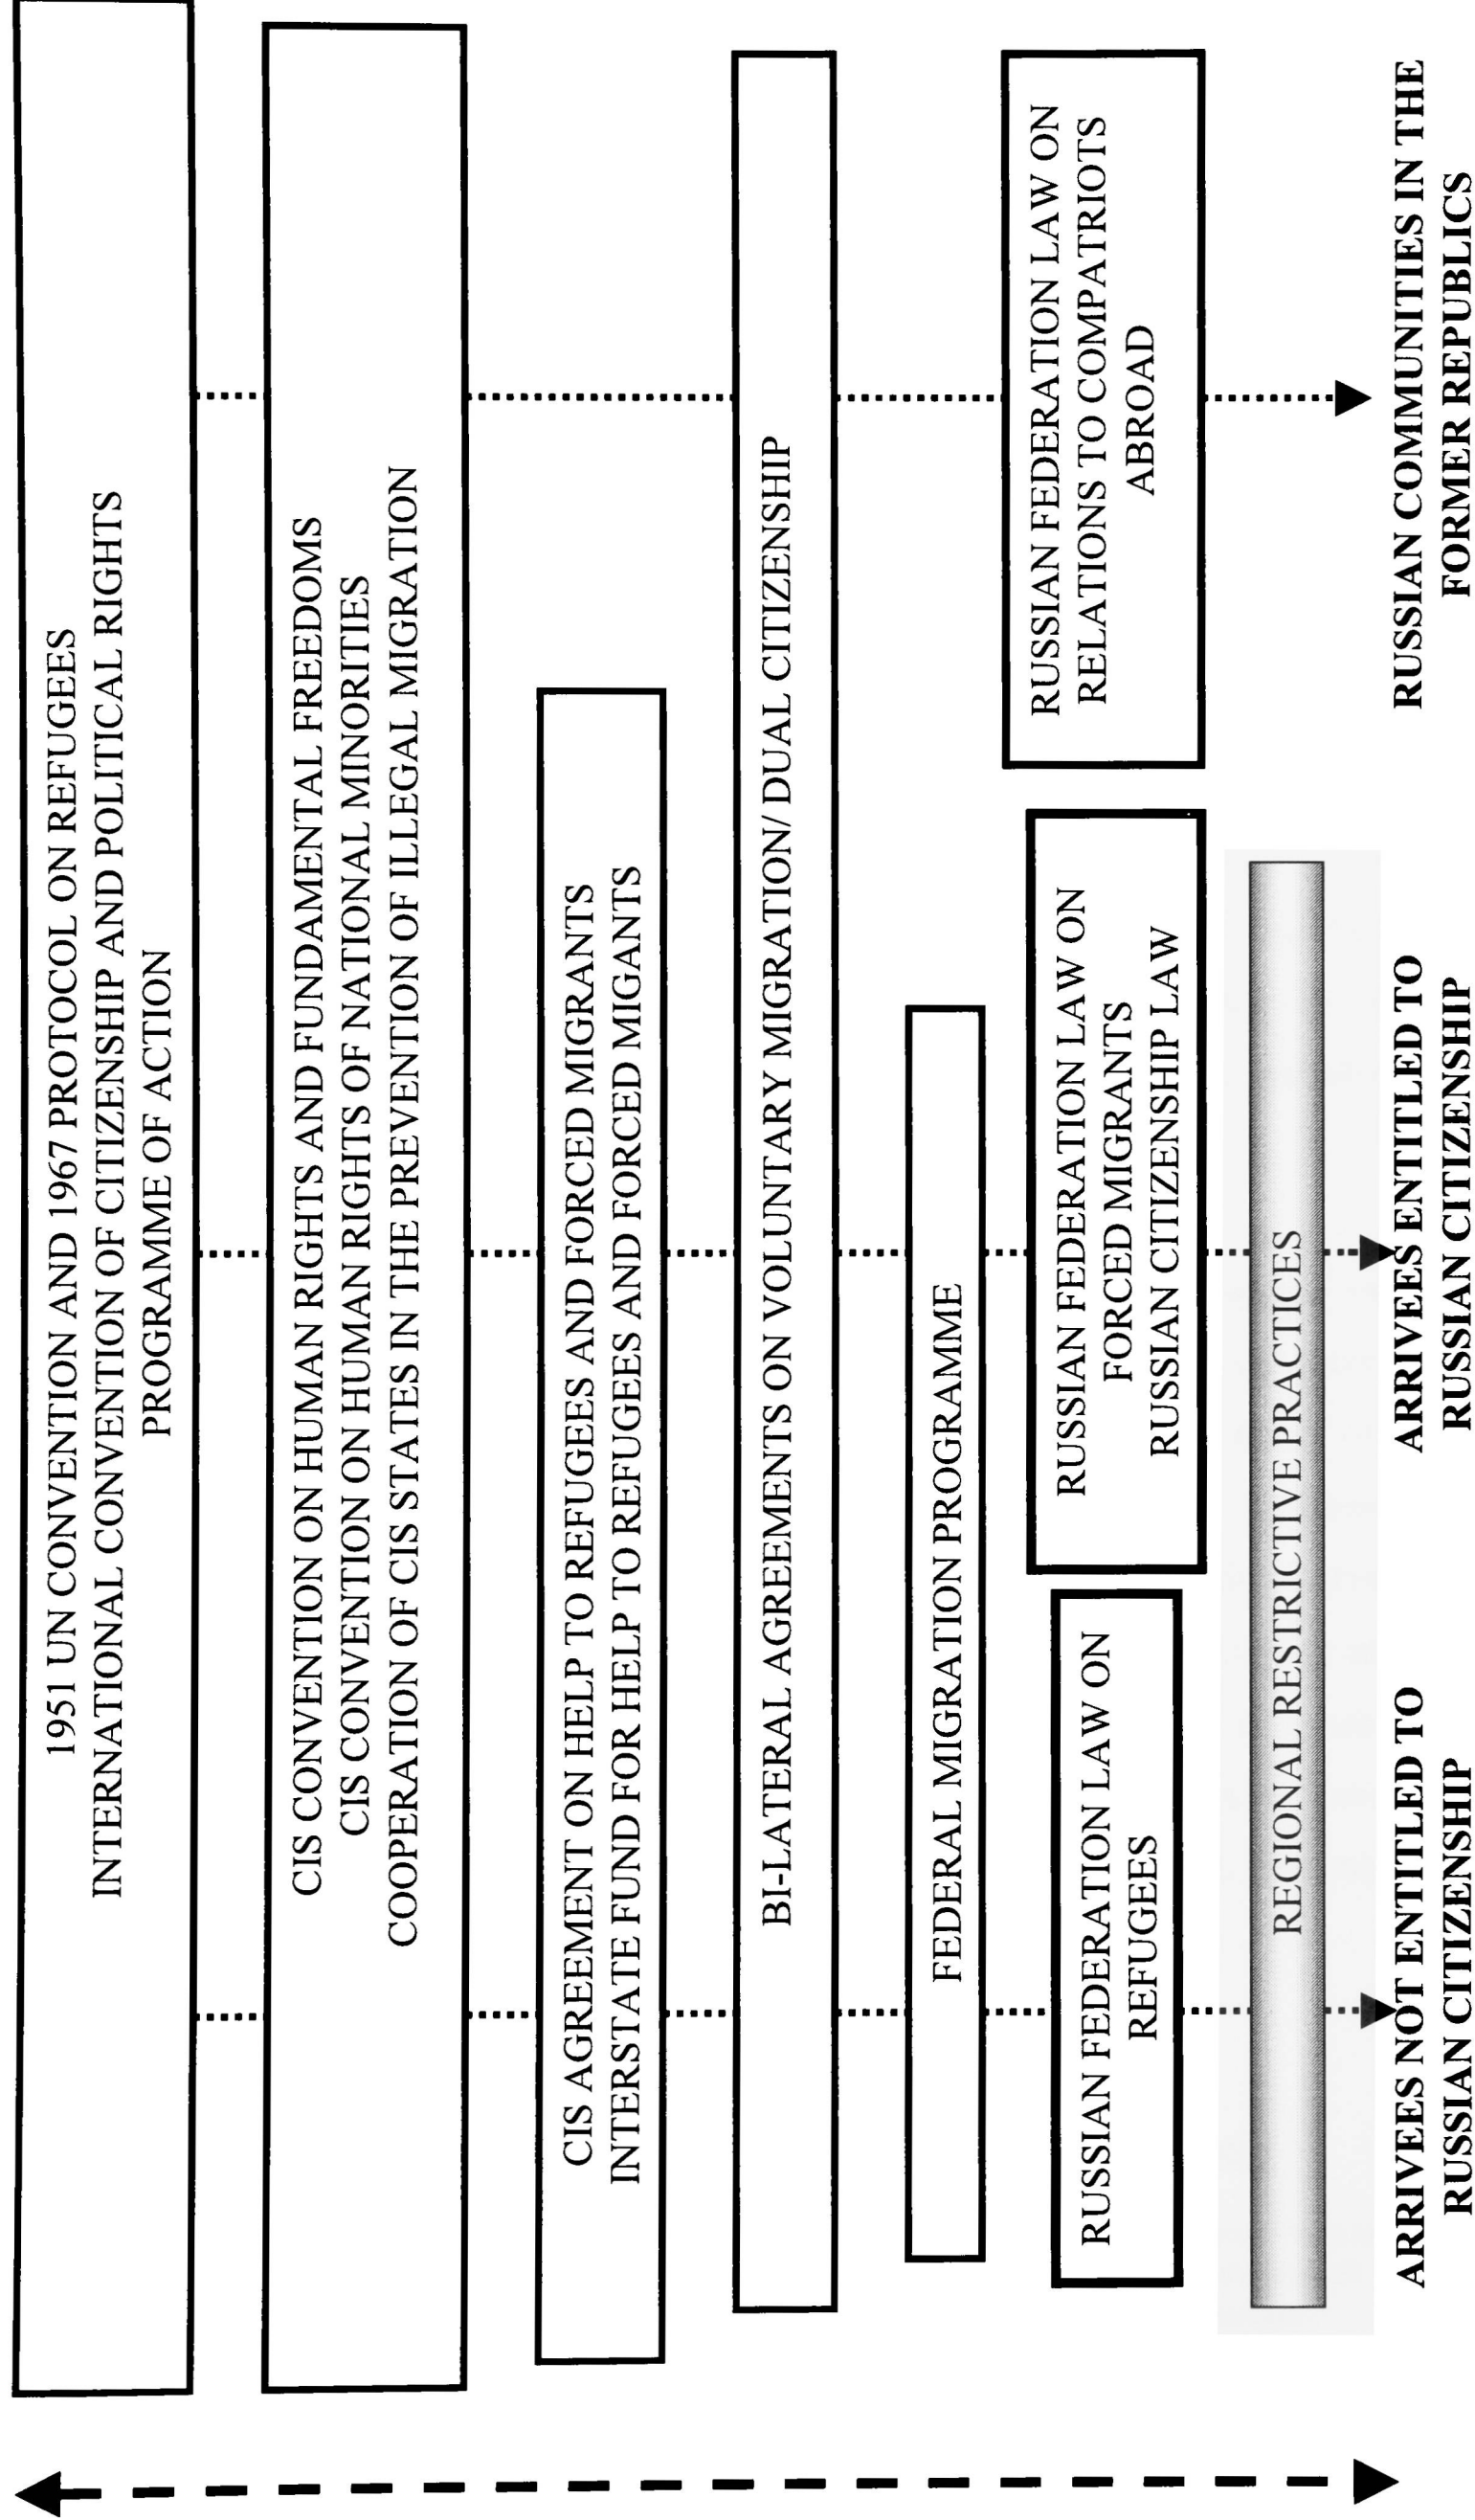 1951 UN CONVENTION AND 1967 PROTOCOL ON REFUGEES
INTERNATIONAL CONVENTION OF CITIZENSHIP AND POLITICAL RIGHTS
PROGRAMME OF ACTION
CIS CONVENTION ON HUMAN RIGHTS AND FUNDAMENTAL FREEDOMS
CIS CONVENTION ON HUMAN RIGHTS OF NATIONAL MINORITIES
COOPERATION OF CIS STATES IN THE PREVENTION OF ILLEGAL MIGRATION
CIS AGREEMENT ON HELP TO REFUGEES AND FORCED MIGRANTS
INTERSTATE FUND FOR HELP TO REFUGEES AND FORCED MIGANTS
BI-LATERAL AGREEMENTS ON VOLUNTARY MIGRATION/ DUAL CITIZENSHIP
FEDERAL MIGRATION PROGRAMME
RUSSIAN FEDERATION LAW ON
REFUGEES
RUSSIAN FEDERATION LAW ON
FORCED MIGRANTS
RUSSIAN CITIZENSHIP LAW
RUSSIAN FEDERATION LAW ON
RELATIONS TO COMPATRIOTS
ABROAD
REGIONAL RESTRICTIVE PRACTICES
ARRIVEES NOT ENTITLED TO
RUSSIAN CITIZENSHIP
ARRIVEES ENTITLED TO
RUSSIAN CITIZENSHIP
RUSSIAN COMMUNITIES IN THE
FORMER REPUBLICS